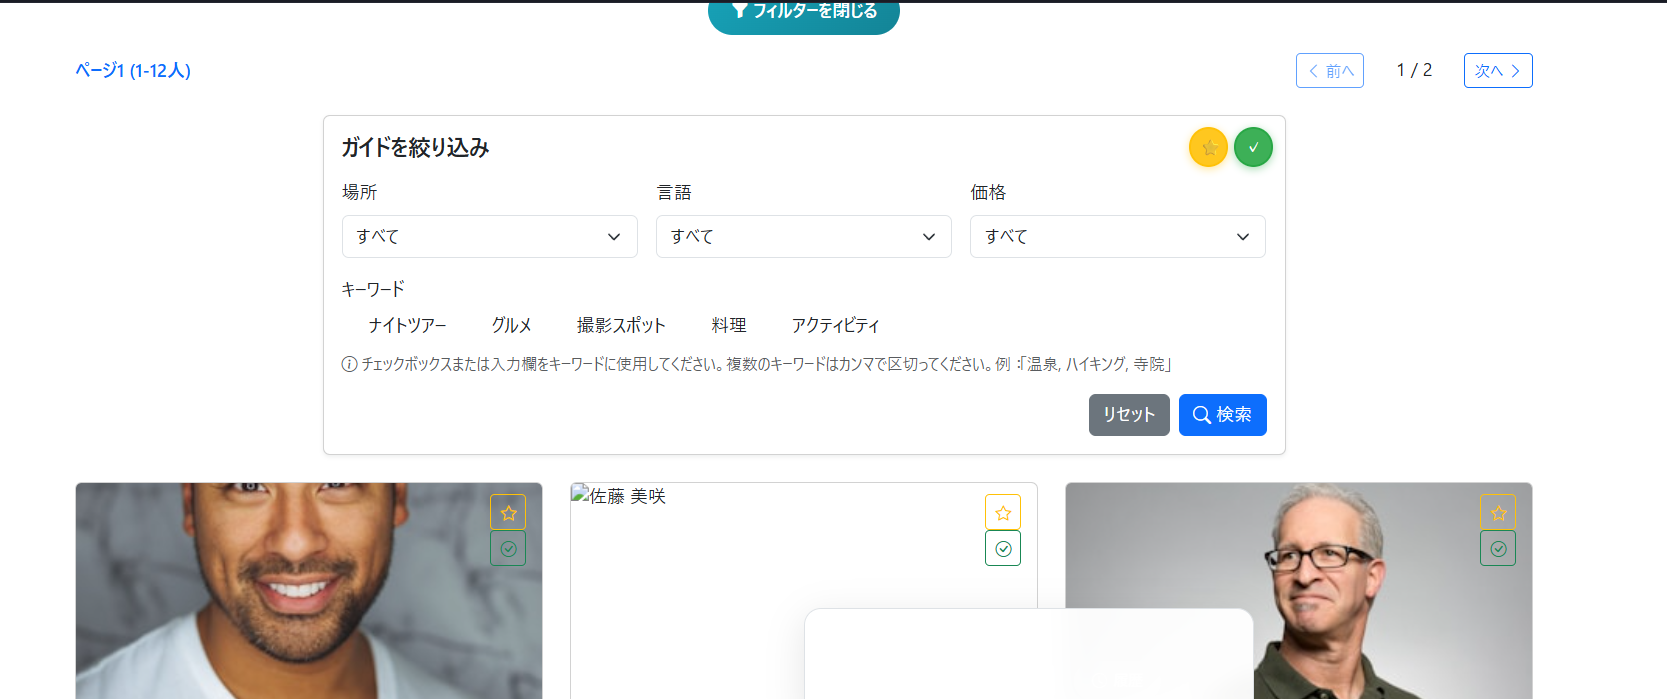 フィルターを閉じる
ページ1 (1-12人)
前へ 1 / 2 次へ
ガイドを絞り込み
場所 言語 価格
すべて すべて すべて
キーワード
ナイトツアー グルメ 撮影スポット 料理 アクティビティ
チェックボックスまたは入力欄をキーワードに使用してください。複数のキーワードはカンマで区切ってください。例：「温泉, ハイキング, 寺院」
リセット 検索
佐藤 美咲